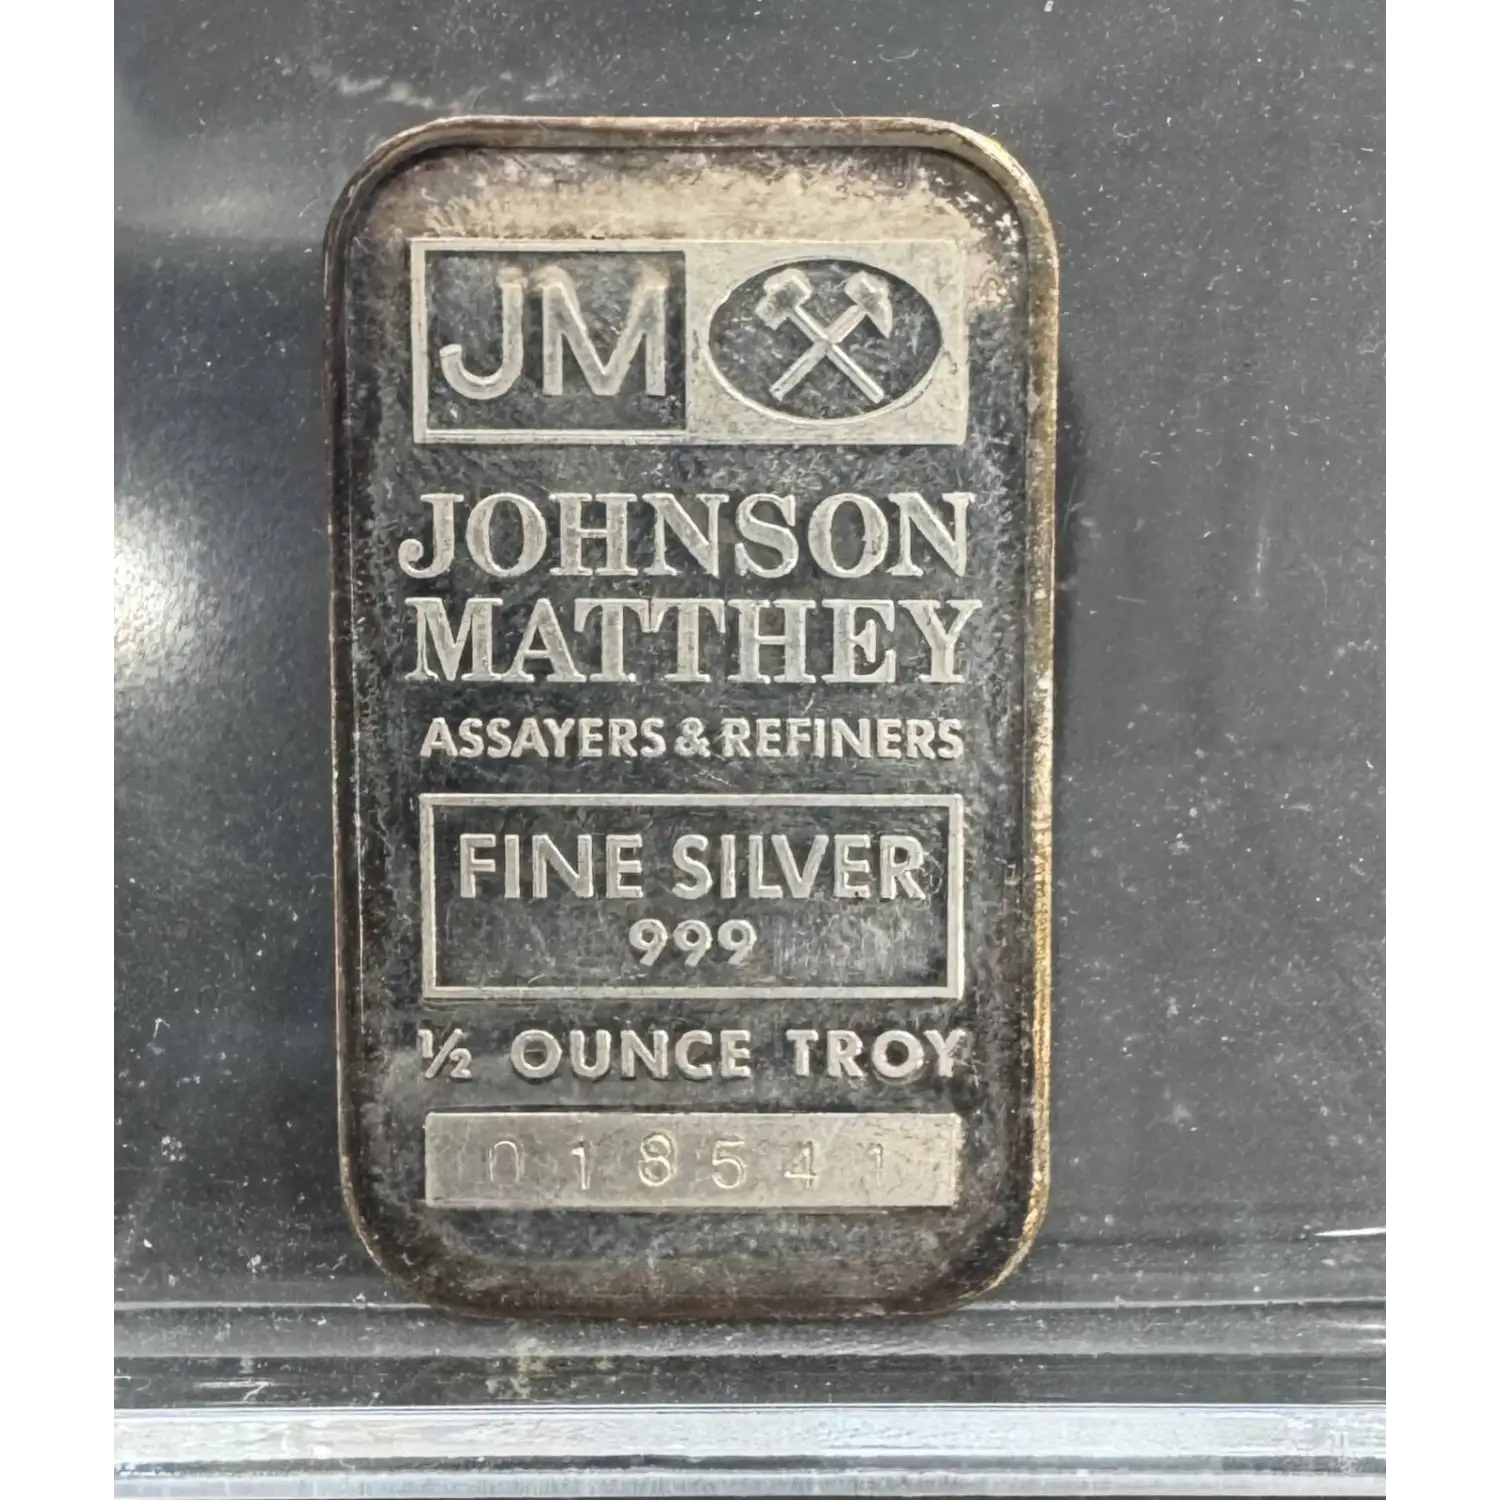 JM
JOHNSON
MATTHEY
ASSAYERS & REFINERS
FINE SILVER
999
½ OUNCE TROY
018541